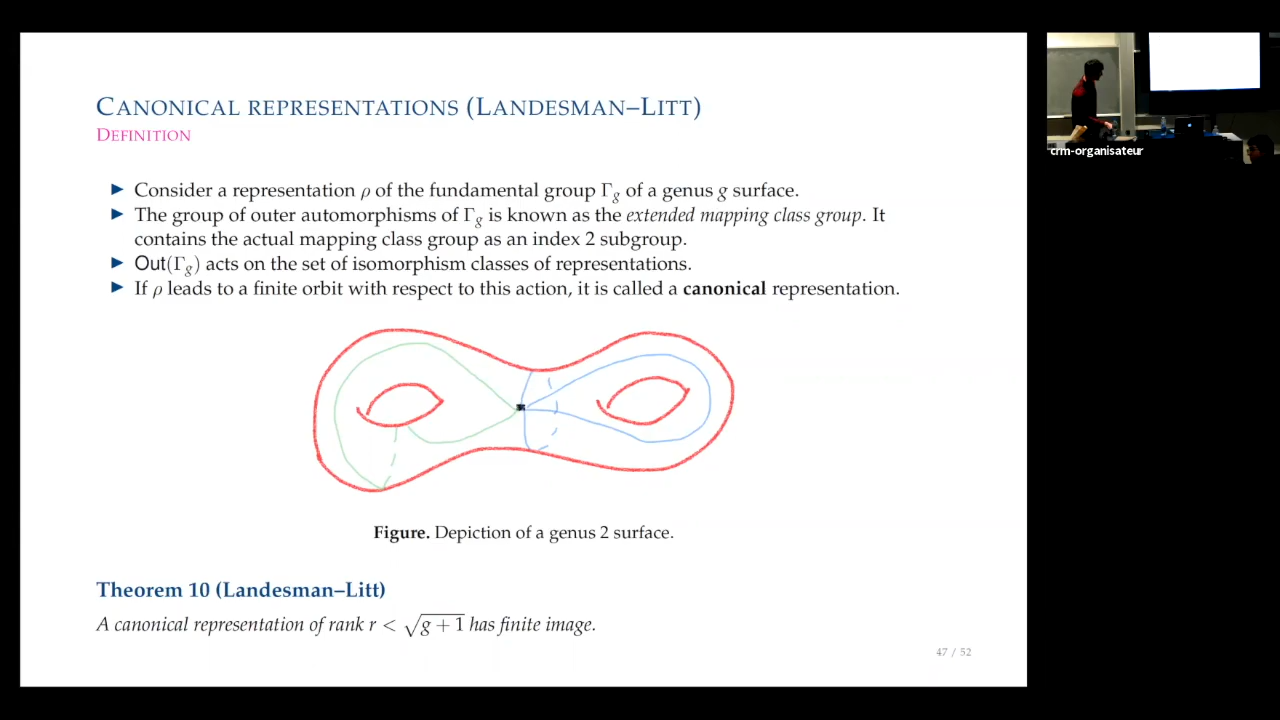 CANONICAL REPRESENTATIONS (LANDESMAN–LITT)
DEFINITION
► Consider a representation ρ of the fundamental group Γg of a genus g surface.
► The group of outer automorphisms of Γg is known as the extended mapping class group. It
contains the actual mapping class group as an index 2 subgroup.
► Out(Γg) acts on the set of isomorphism classes of representations.
► If ρ leads to a finite orbit with respect to this action, it is called a canonical representation.
Figure. Depiction of a genus 2 surface.
Theorem 10 (Landesman–Litt)
A canonical representation of rank r < √g + 1 has finite image.
47 / 52
crm-organisateur